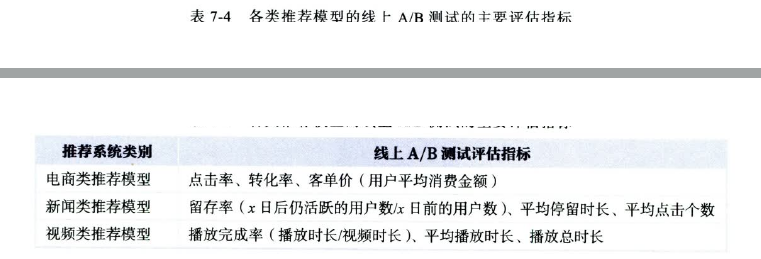 表 7-4 各类推荐模型的线上 A/B 测试的主要评估指标
推荐系统类别 线上 A/B 测试评估指标
电商类推荐模型 点击率、转化率、客单价（用户平均消费金额）
新闻类推荐模型 留存率（x 日后仍活跃的用户数/x 日前的用户数）、平均停留时长、平均点击个数
视频类推荐模型 播放完成率（播放时长/视频时长）、平均播放时长、播放总时长